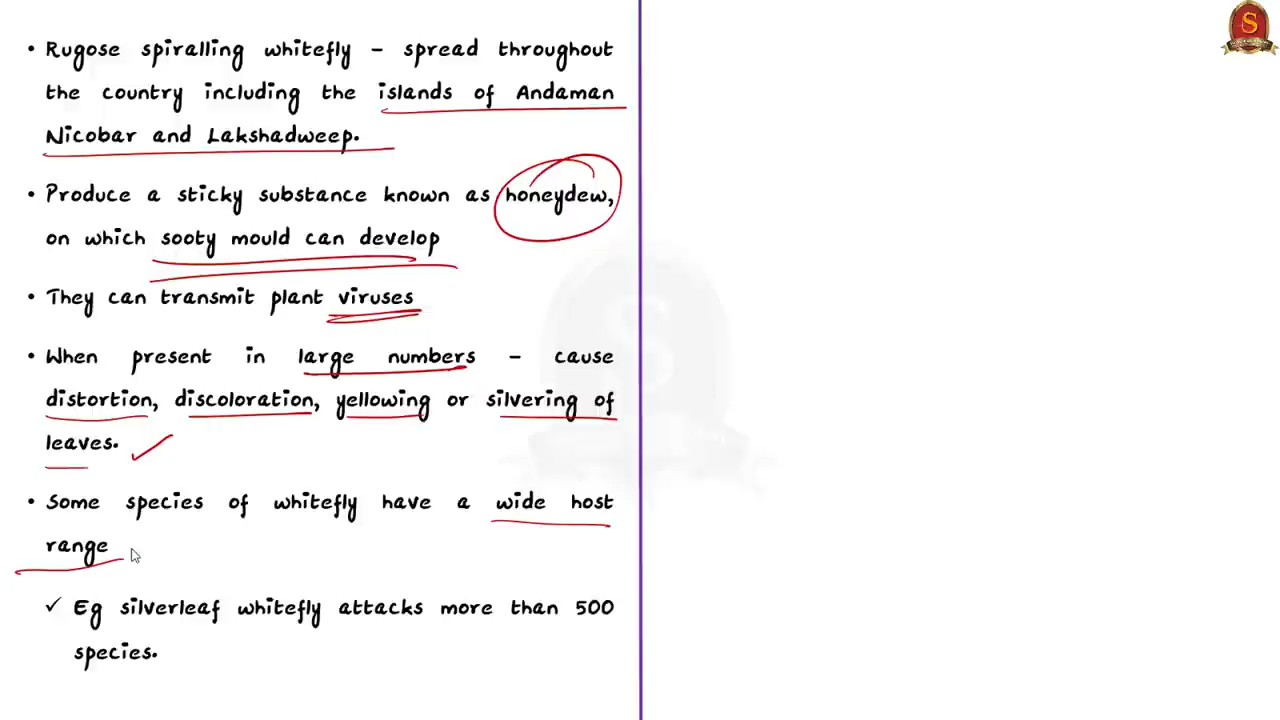 • Rugose spiralling whitefly – spread throughout
the country including the islands of Andaman
Nicobar and Lakshadweep.
• Produce a sticky substance known as honeydew,
on which sooty mould can develop
• They can transmit plant viruses
• When present in large numbers – cause
distortion, discoloration, yellowing or silvering of
leaves.
• Some species of whitefly have a wide host
range
✓ Eg silverleaf whitefly attacks more than 500
species.
S